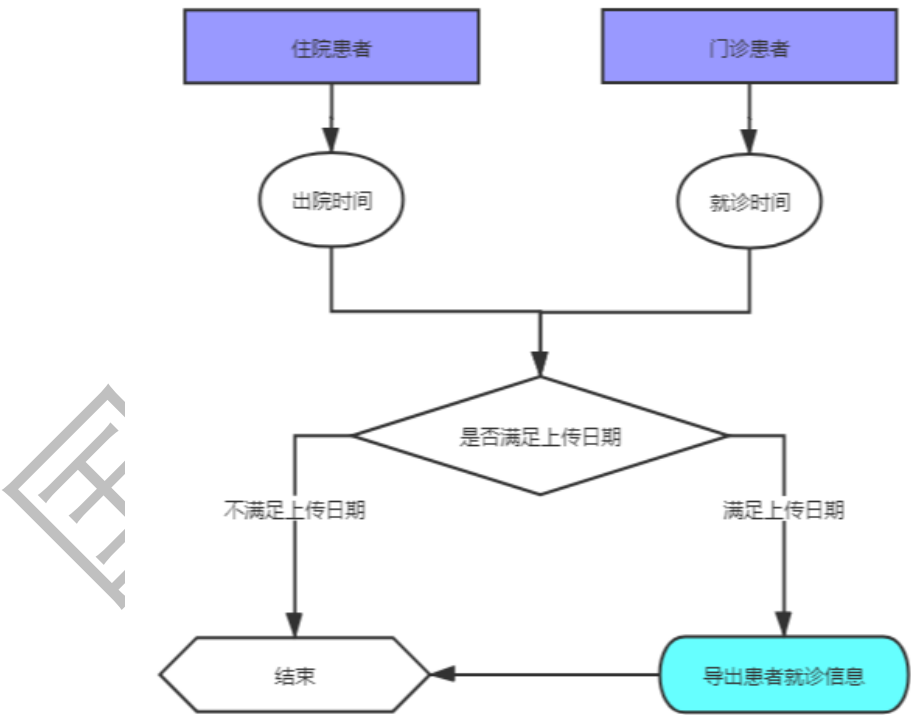 住院患者
门诊患者
出院时间
就诊时间
是否满足上传日期
不满足上传日期
满足上传日期
结束
导出患者就诊信息